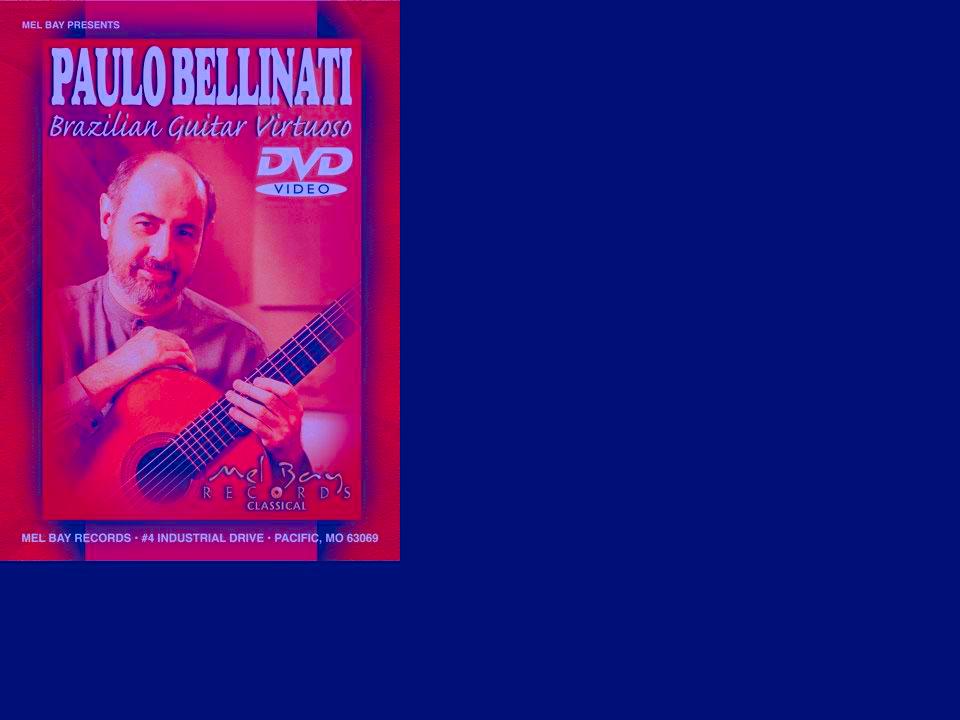 MEL BAY PRESENTS
PAULO BELLINATI
Brazilian Guitar Virtuoso
DVD
VIDEO
Mel Bay
RECORDS
CLASSICAL
MEL BAY RECORDS • #4 INDUSTRIAL DRIVE • PACIFIC, MO 63069